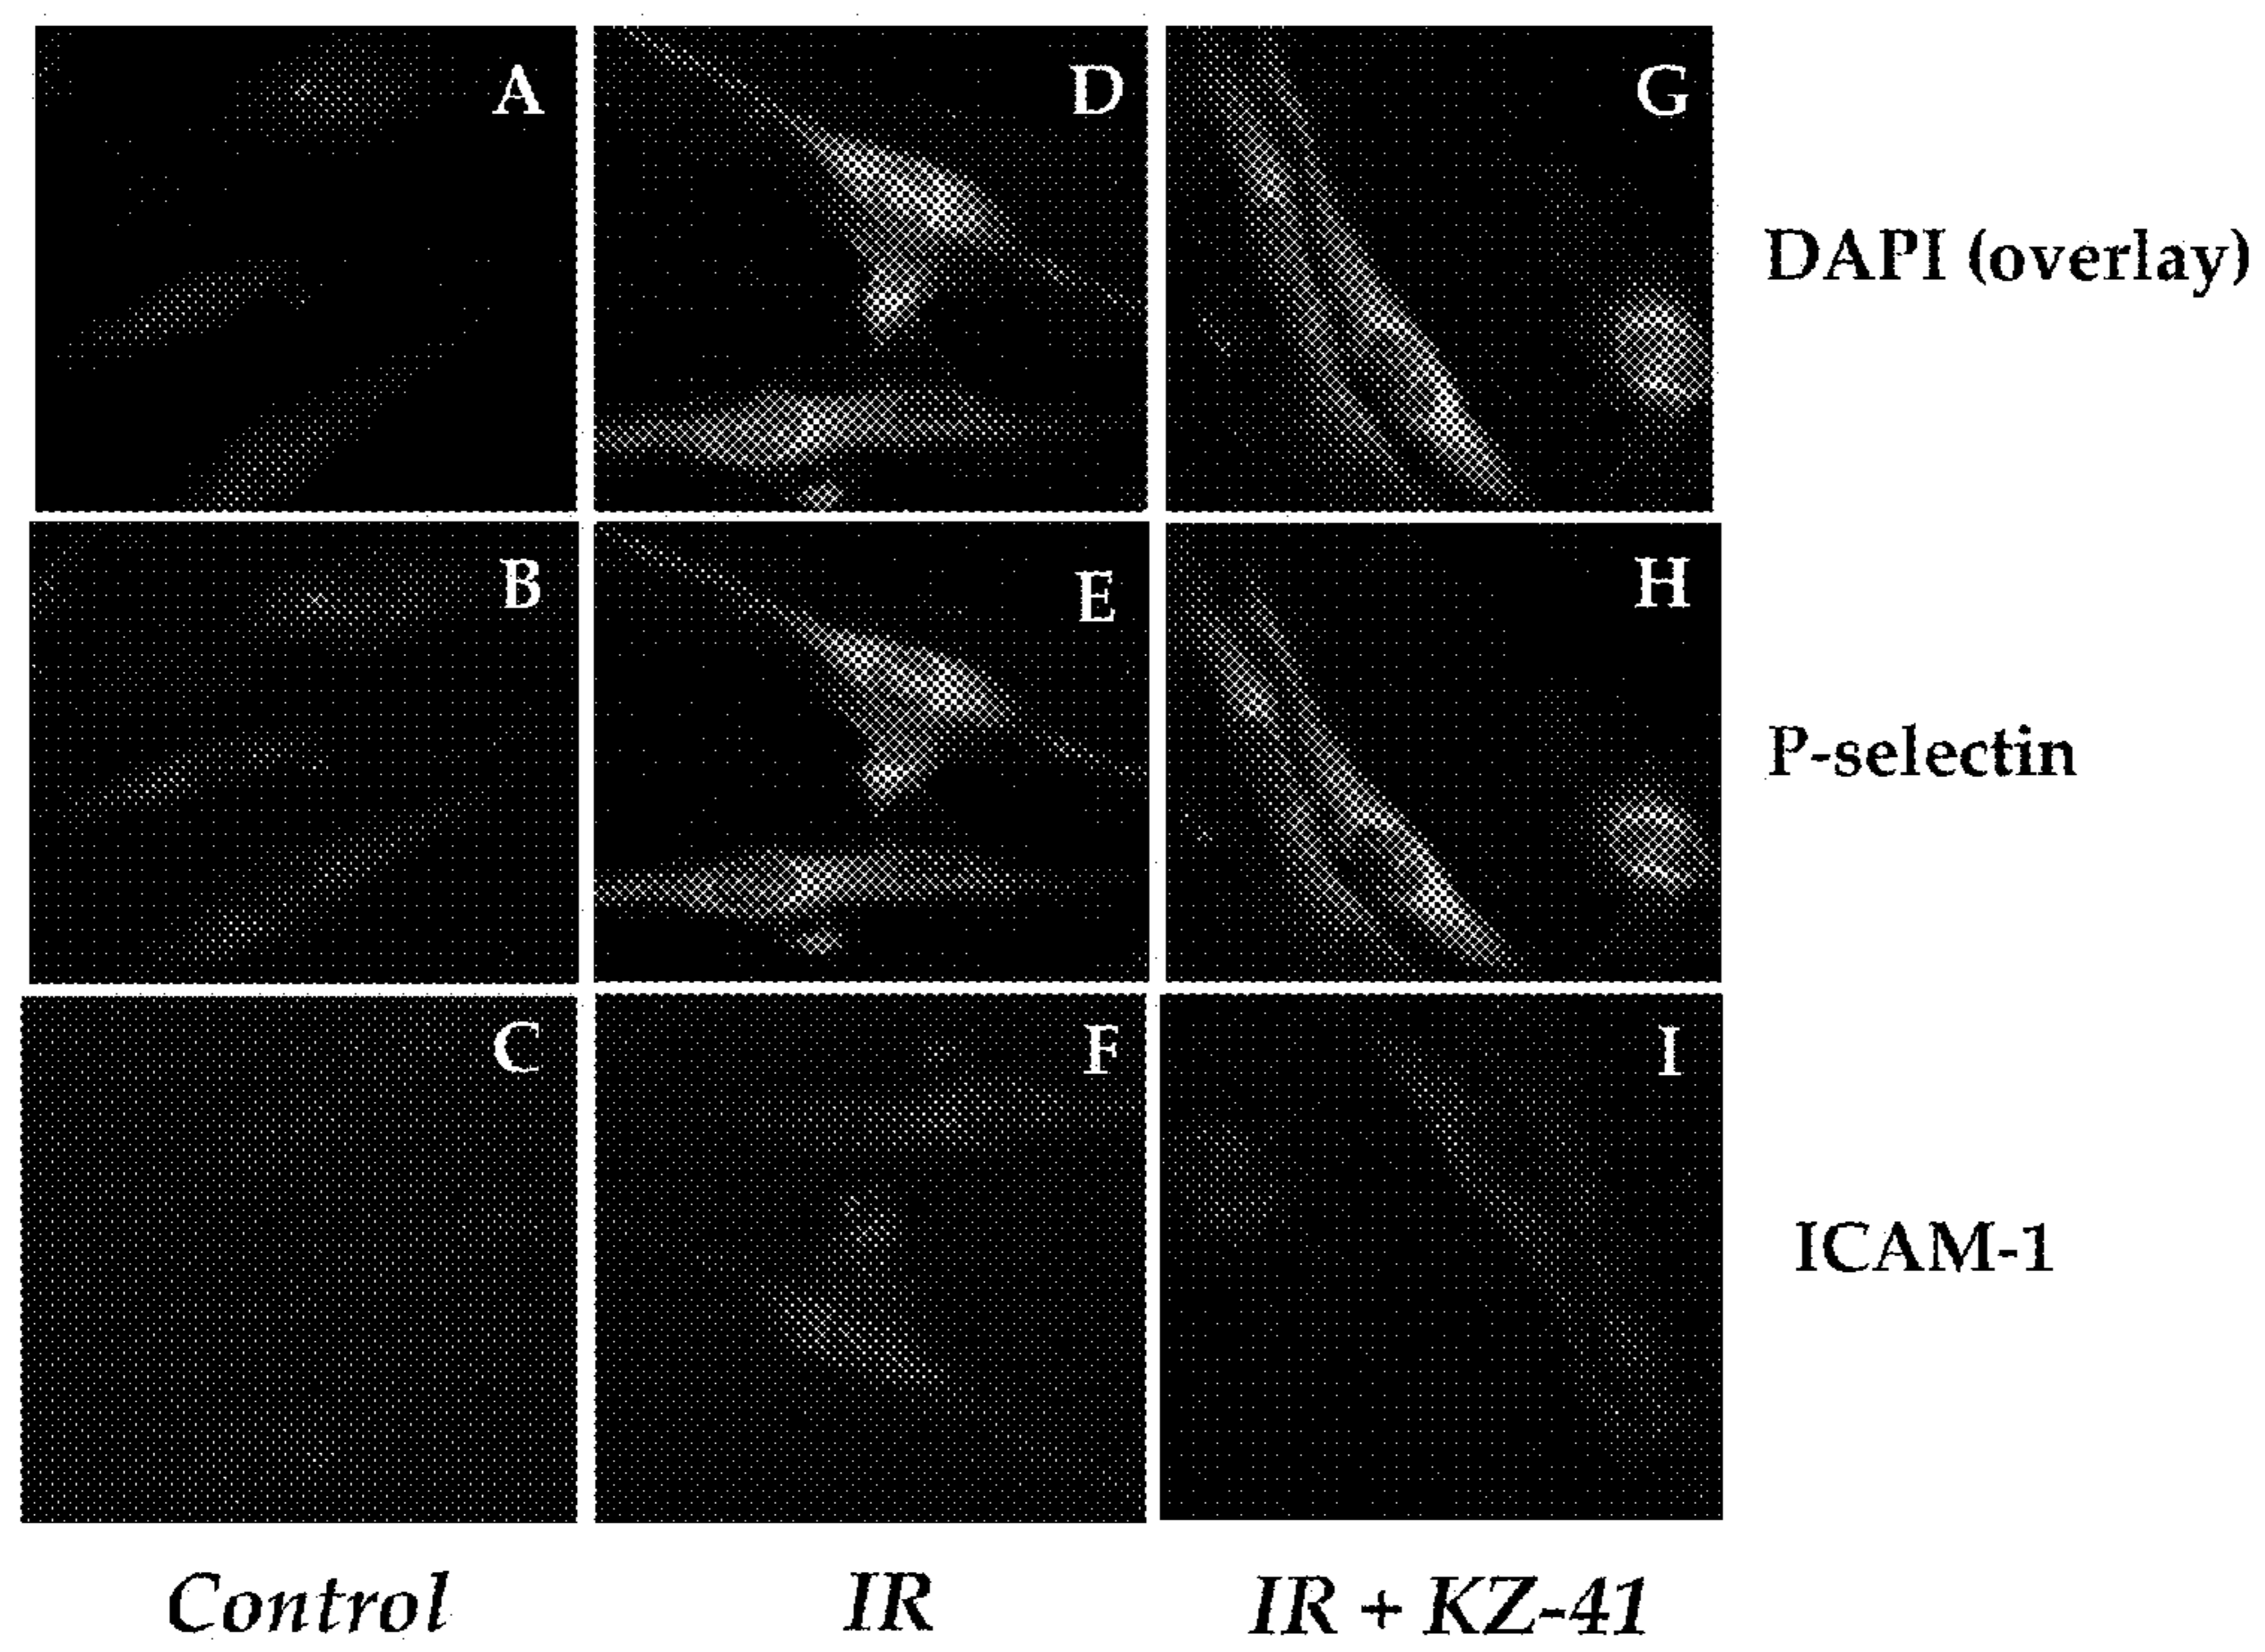 A
D
G
DAPI (overlay)
B
E
H
P-selectin
C
F
I
ICAM-1
Control
IR
IR + KZ-41